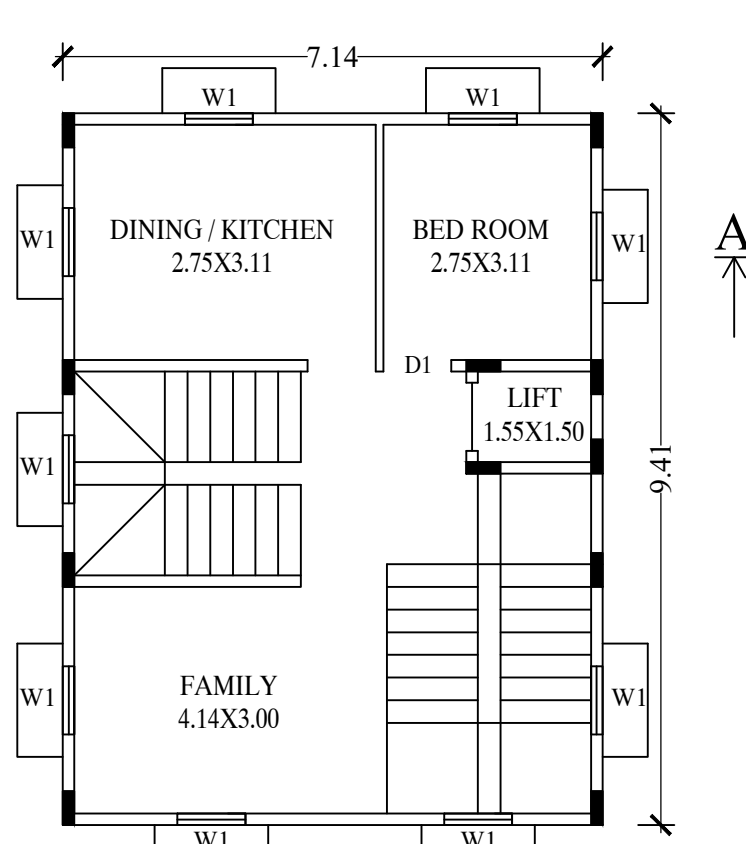 7.14
W1
W1
W1
DINING / KITCHEN
2.75X3.11
BED ROOM
2.75X3.11
W1
A
D1
LIFT
1.55X1.50
W1
9.41
FAMILY
4.14X3.00
W1
W1
W1
W1